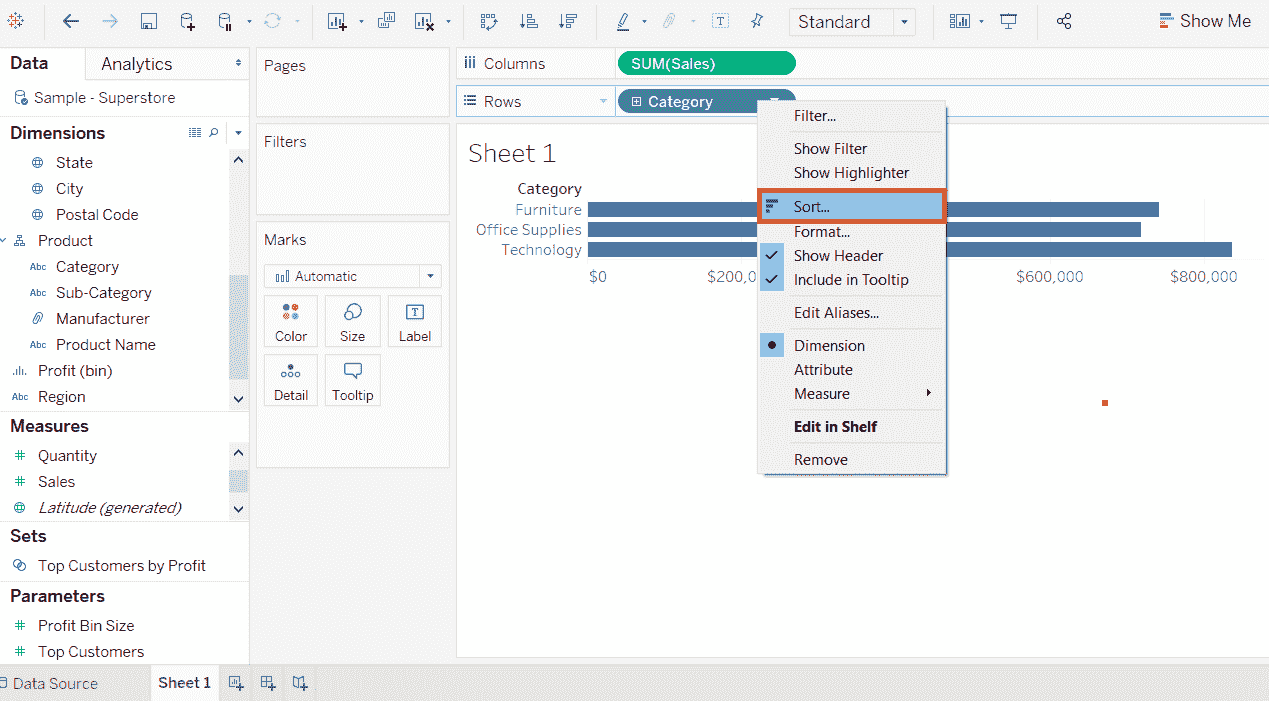 Standard
Show Me
Data
Analytics
Sample - Superstore
Dimensions
State
City
Postal Code
Product
Abc Category
Abc Sub-Category
Manufacturer
Abc Product Name
Profit (bin)
Abc Region
Measures
Quantity
Sales
Latitude (generated)
Sets
Top Customers by Profit
Parameters
Profit Bin Size
Top Customers
Pages
Filters
Marks
Automatic
Color
Size
Label
Detail
Tooltip
Columns
SUM(Sales)
Rows
Category
Sheet 1
Category
Furniture
Office Supplies
Technology
$0
$200,0
$600,000
$800,000
Filter...
Show Filter
Show Highlighter
Sort...
Format...
Show Header
Include in Tooltip
Edit Aliases...
Dimension
Attribute
Measure
Edit in Shelf
Remove
Data Source
Sheet 1